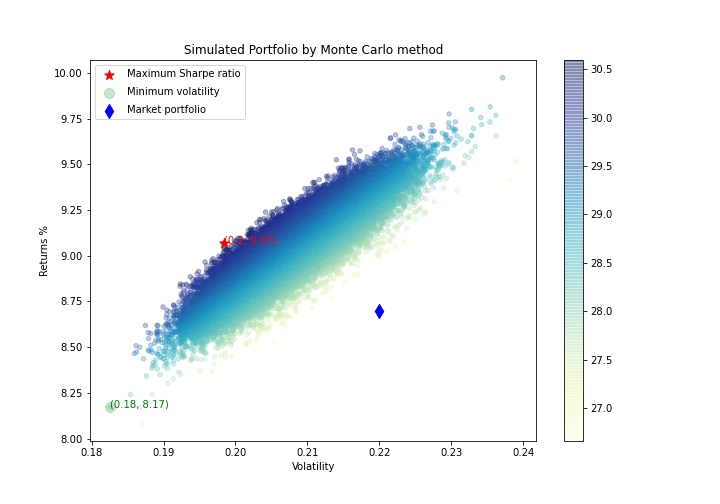 Simulated Portfolio by Monte Carlo method
Maximum Sharpe ratio
Minimum volatility
Market portfolio
Returns %
10.00
9.75
9.50
9.25
9.00
8.75
8.50
8.25
8.00
(0.18, 8.17)
0.18 0.19 0.20 0.21 0.22 0.23 0.24
Volatility
30.5
30.0
29.5
29.0
28.5
28.0
27.5
27.0